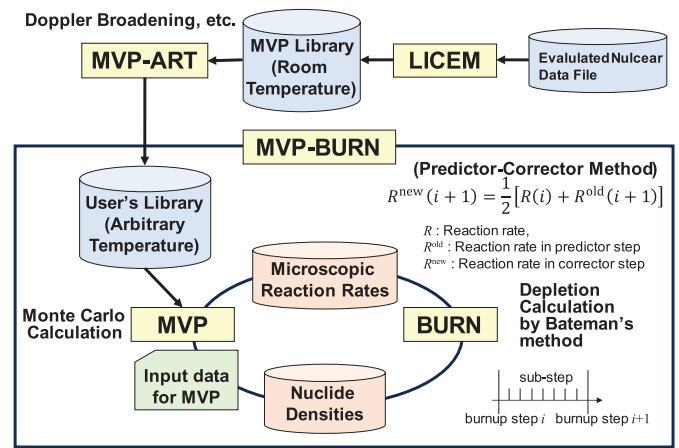 Doppler Broadening, etc.
MVP-ART
MVP Library
(Room
Temperature)
LICEM
Evalulated Nulcear
Data File
MVP-BURN
User's Library
(Arbitrary
Temperature)
(Predictor-Corrector Method)
R^new(i + 1) = 1/2 [R(i) + R^old(i + 1)]
R : Reaction rate,
R^old : Reaction rate in predictor step
R^new : Reaction rate in corrector step
Microscopic
Reaction Rates
Monte Carlo
Calculation
MVP
BURN
Depletion
Calculation
by Bateman's
method
Input data
for MVP
Nuclide
Densities
sub-step
burnup step i
burnup step i+1